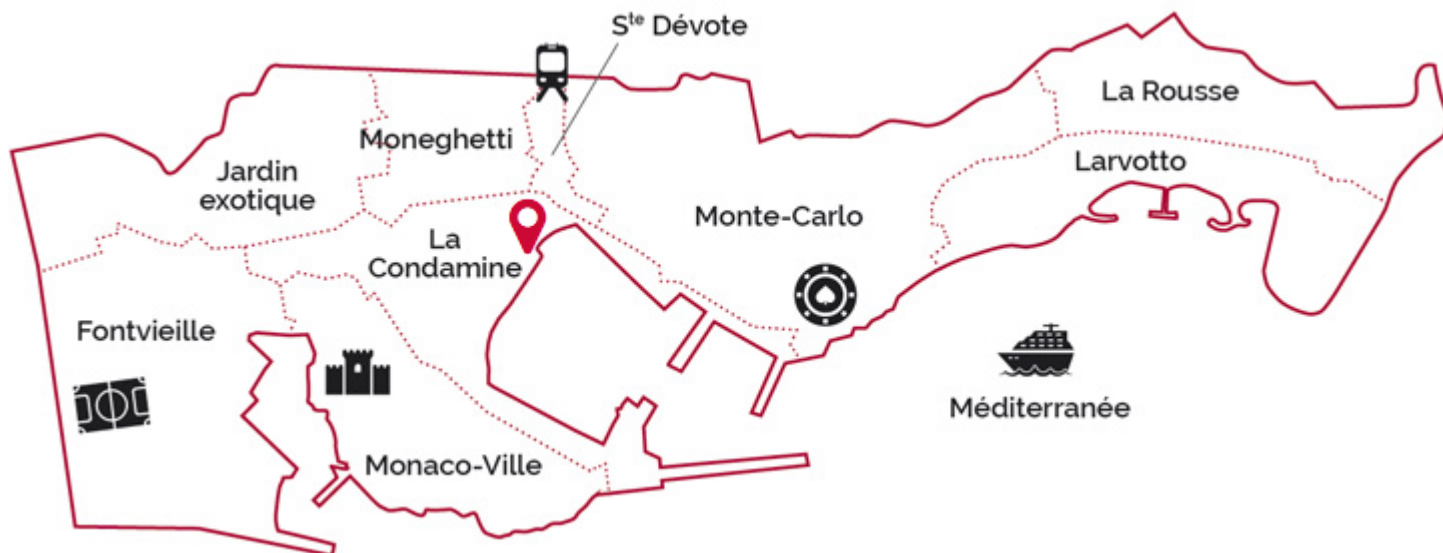 Sᵗᵉ Dévote
La Rousse
Moneghetti
Larvotto
Jardin
exotique
Monte-Carlo
La
Condamine
Fontvieille
Méditerranée
Monaco-Ville